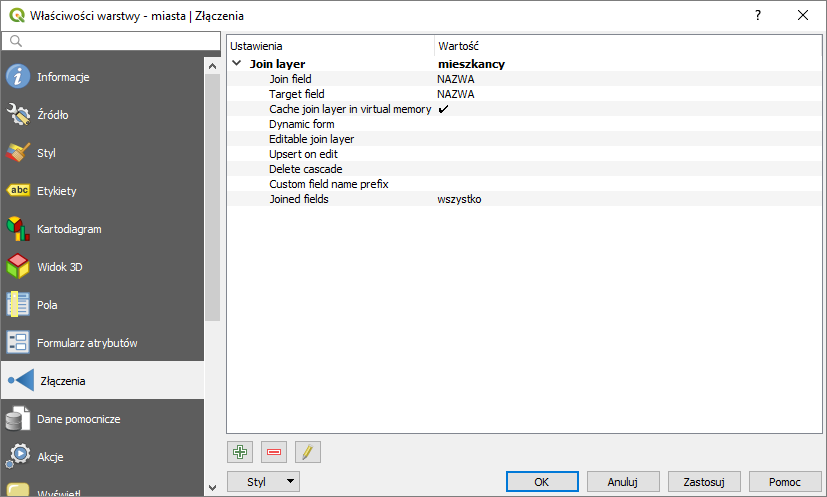 Właściwości warstwy - miasta | Złączenia
?
Informacje
Źródło
Styl
abc Etykiety
Kartodiagram
Widok 3D
Pola
Formularz atrybutów
Złączenia
Dane pomocnicze
Akcje
Wyświetl
Ustawienia Wartość
Join layer mieszkancy
Join field NAZWA
Target field NAZWA
Cache join layer in virtual memory ✔
Dynamic form
Editable join layer
Upsert on edit
Delete cascade
Custom field name prefix
Joined fields wszystko
Styl OK Anuluj Zastosuj Pomoc